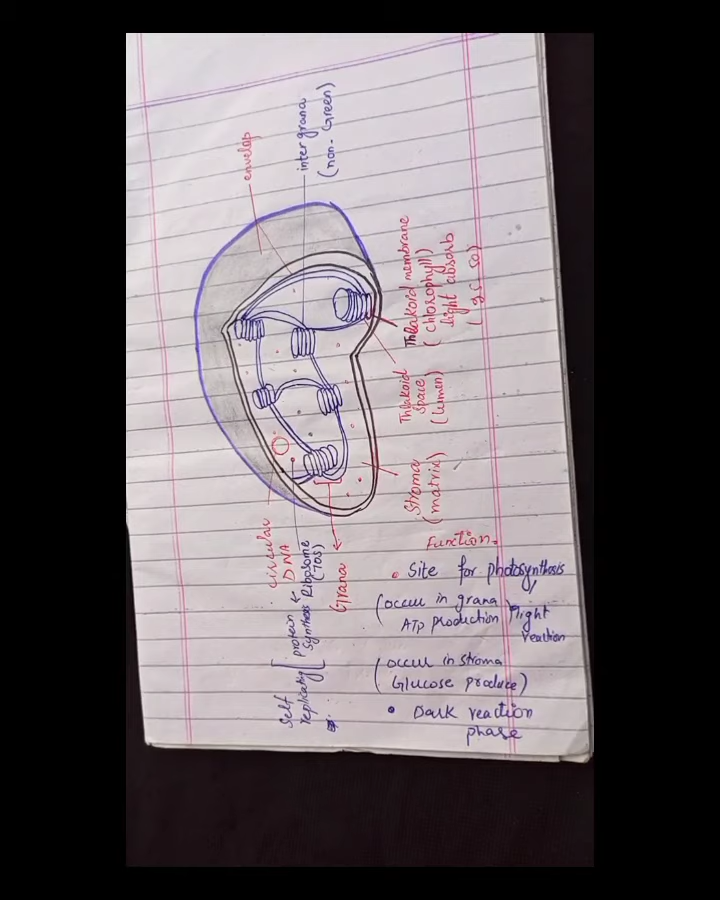 envelop
inter grana
(non-Green)
Thlakoid membrane
(chlorophyll)
light absorb
Thlakoid
space
(lumen)
Stroma
(matrix)
circular
DNA
Ribosome
(70S)
protein
synthesis
Self
replicating
Grana
Function.
• Site for photosynthesis
(occur in grana
ATP production)
light
reaction
(occur in stroma
Glucose produce)
• Dark reaction
phase